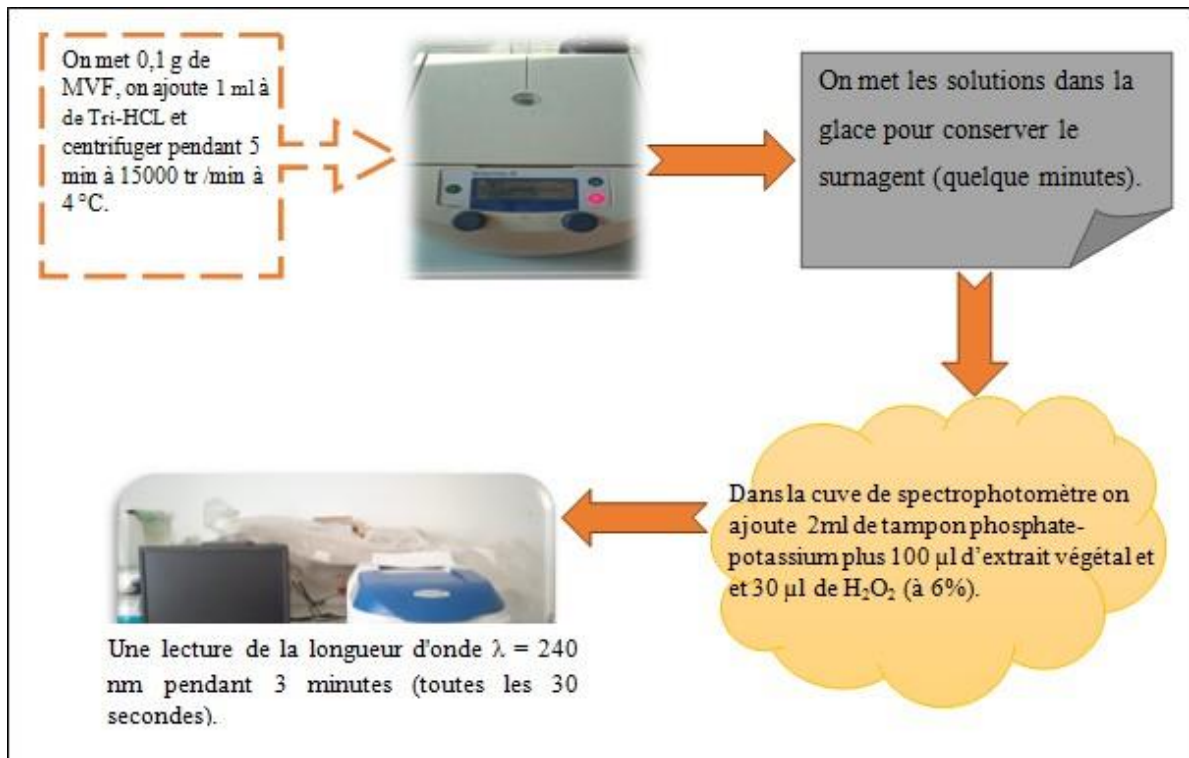 On met 0,1 g de
MVF, on ajoute 1 ml à
de Tri-HCL et
centrifuger pendant 5
min à 15000 tr /min à
4 °C.
On met les solutions dans la
glace pour conserver le
surnagent (quelque minutes).
Dans la cuve de spectrophotomètre on
ajoute 2ml de tampon phosphate-
potassium plus 100 µl d'extrait végétal et
et 30 µl de H₂O₂ (à 6%).
Une lecture de la longueur d'onde λ = 240
nm pendant 3 minutes (toutes les 30
secondes).